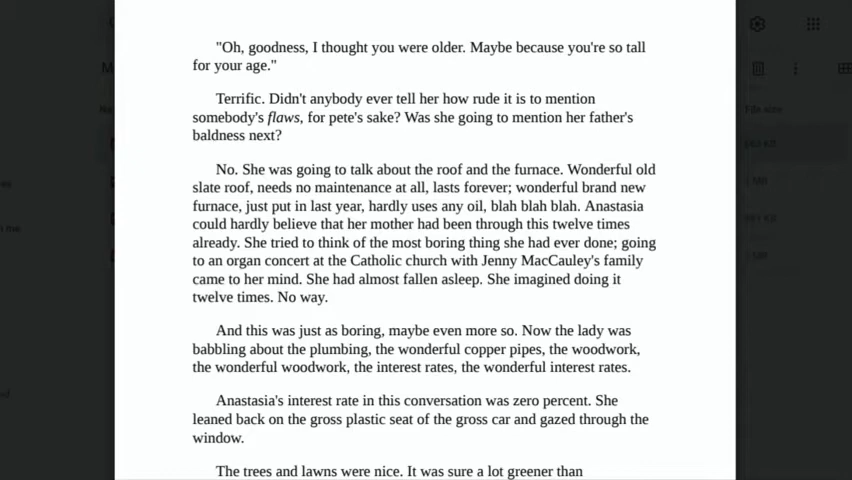 "Oh, goodness, I thought you were older. Maybe because you're so tall
for your age."
Terrific. Didn't anybody ever tell her how rude it is to mention
somebody's flaws, for pete's sake? Was she going to mention her father's
baldness next?
No. She was going to talk about the roof and the furnace. Wonderful old
slate roof, needs no maintenance at all, lasts forever; wonderful brand new
furnace, just put in last year, hardly uses any oil, blah blah blah. Anastasia
could hardly believe that her mother had been through this twelve times
already. She tried to think of the most boring thing she had ever done; going
to an organ concert at the Catholic church with Jenny MacCauley's family
came to her mind. She had almost fallen asleep. She imagined doing it
twelve times. No way.
And this was just as boring, maybe even more so. Now the lady was
babbling about the plumbing, the wonderful copper pipes, the woodwork,
the wonderful woodwork, the interest rates, the wonderful interest rates.
Anastasia's interest rate in this conversation was zero percent. She
leaned back on the gross plastic seat of the gross car and gazed through the
window.
The trees and lawns were nice. It was sure a lot greener than
File size
MB
MB